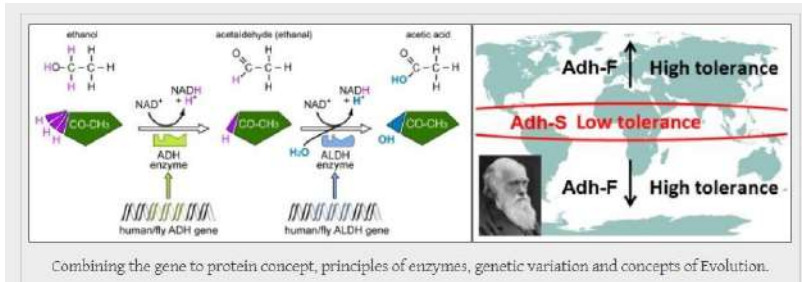 ethanol
acetaidehyde (ethanal)
acetic acid
H H
HO-C-C-H
H H
O H
C-C-H
H H
O H
C-C-H
HO H
NADH
+ H+
NAD+
NADH
+ H+
NAD+
H
H
H
CO-CH₃
H
CO-CH₃
OH
CO-CH₃
H₂O
ADH
enzyme
ALDH
enzyme
human/fly ADH gene
human/fly ALDH gene
Adh-F High tolerance
Adh-S Low tolerance
Adh-F High tolerance
Combining the gene to protein concept, principles of enzymes, genetic variation and concepts of Evolution.